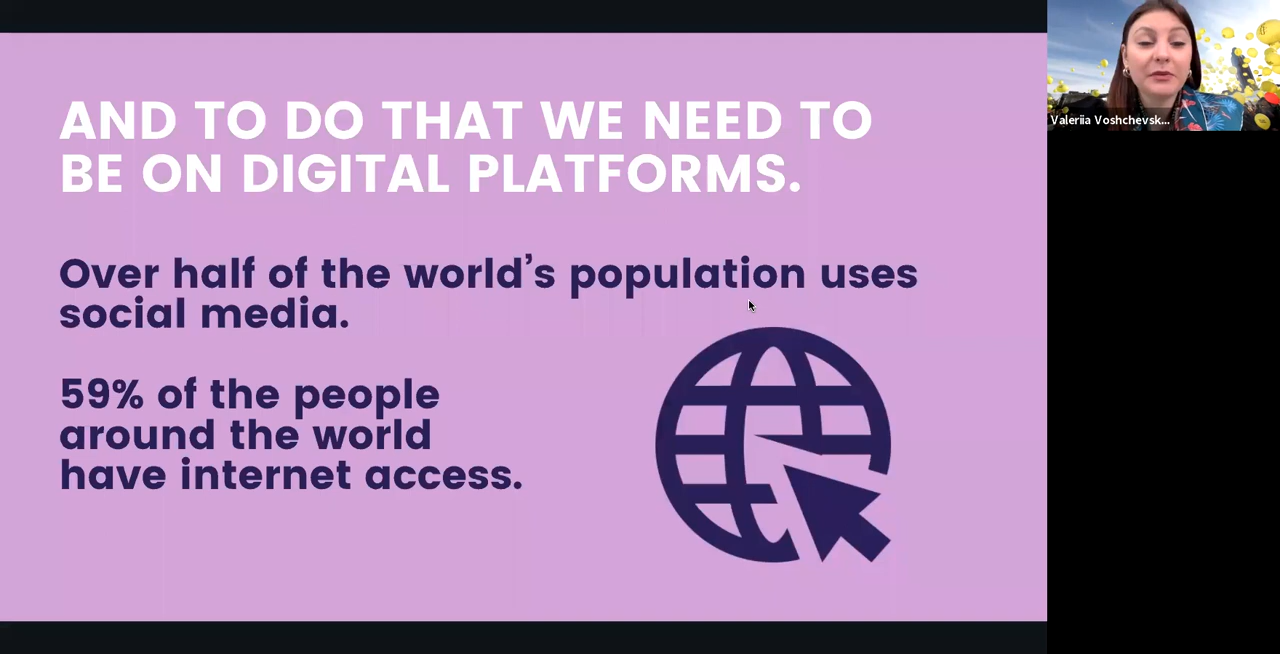 AND TO DO THAT WE NEED TO
BE ON DIGITAL PLATFORMS.
Over half of the world’s population uses
social media.
59% of the people
around the world
have internet access.
Valeriia Voshchevsk...